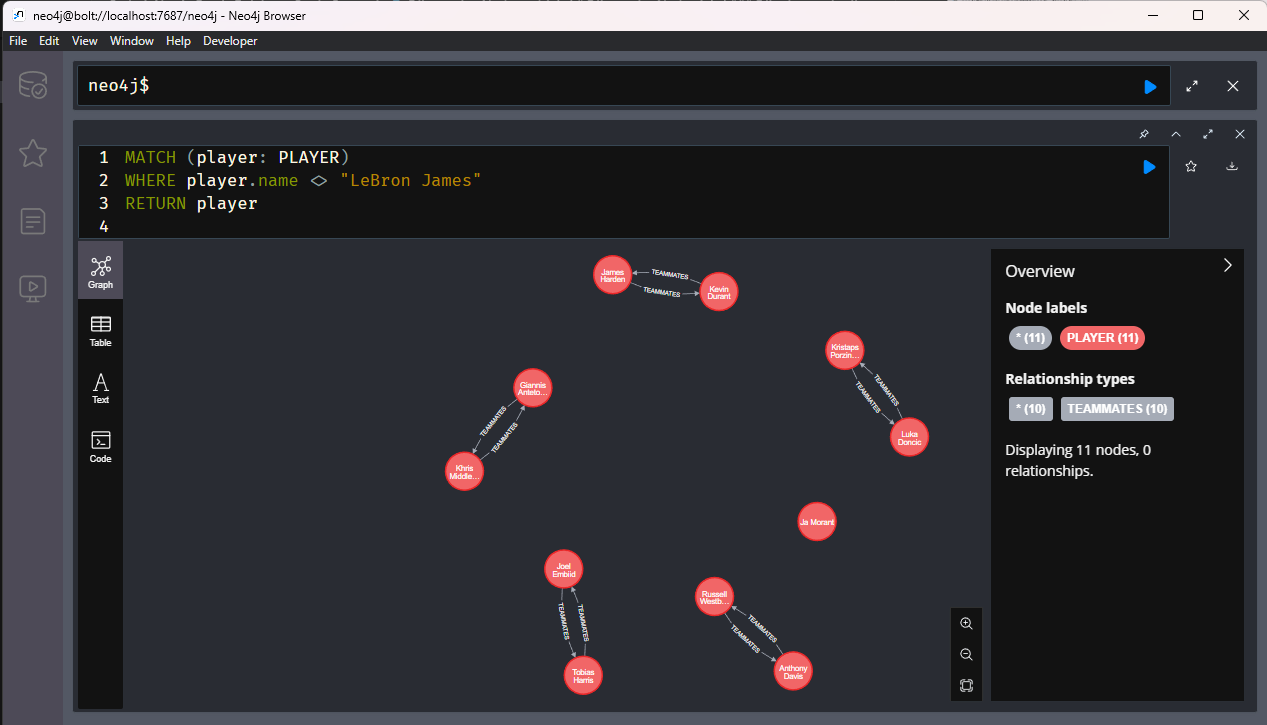 neo4j@bolt://localhost:7687/neo4j - Neo4j Browser
File Edit View Window Help Developer
neo4j$
1 MATCH (player: PLAYER)
2 WHERE player.name <> "LeBron James"
3 RETURN player
4
Graph
Table
Text
Code
James
Harden
TEAMMATES
TEAMMATES
Kevin
Durant
Kristaps
Porzin...
TEAMMATES
TEAMMATES
Luka
Doncic
Giannis
Anteto...
TEAMMATES
TEAMMATES
Khris
Middle...
Ja Morant
Joel
Embiid
TEAMMATES
TEAMMATES
Tobias
Harris
Russell
Westb...
TEAMMATES
TEAMMATES
Anthony
Davis
Overview
Node labels
* (11) PLAYER (11)
Relationship types
* (10) TEAMMATES (10)
Displaying 11 nodes, 0
relationships.